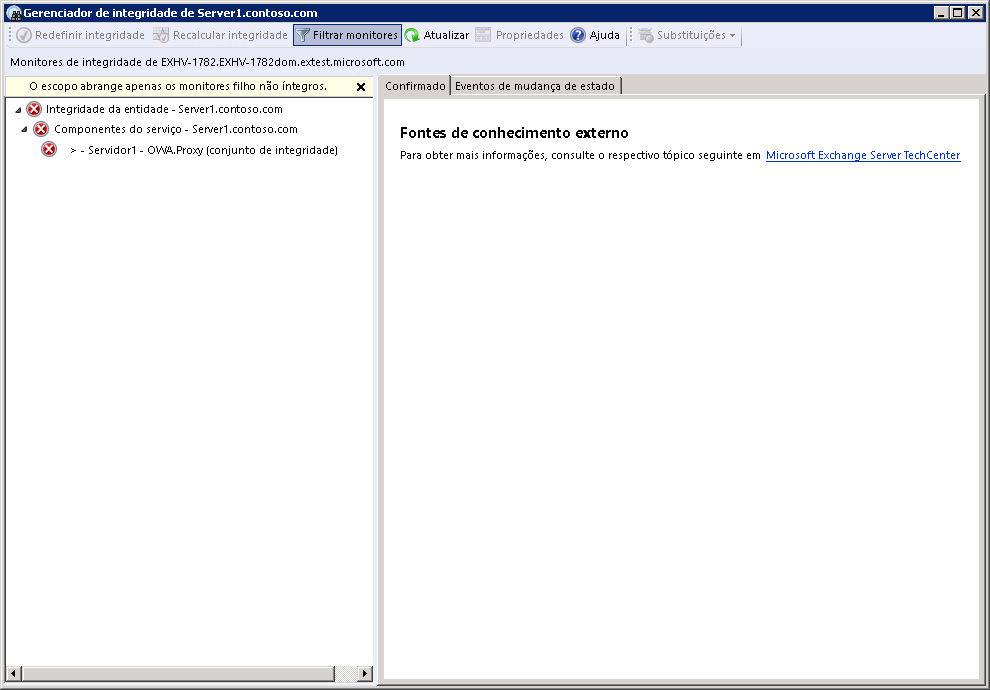 Gerenciador de integridade de Server1.contoso.com
Redefinir integridade Recalcular integridade Filtrar monitores Atualizar Propriedades Ajuda Substituições
Monitores de integridade de EXHV-1782.EXHV-1782dom.extest.microsoft.com
O escopo abrange apenas os monitores filho não íntegros.
Integridade da entidade - Server1.contoso.com
Componentes do serviço - Server1.contoso.com
> - Servidor1 - OWA.Proxy (conjunto de integridade)
Confirmado Eventos de mudança de estado
Fontes de conhecimento externo
Para obter mais informações, consulte o respectivo tópico seguinte em Microsoft Exchange Server TechCenter